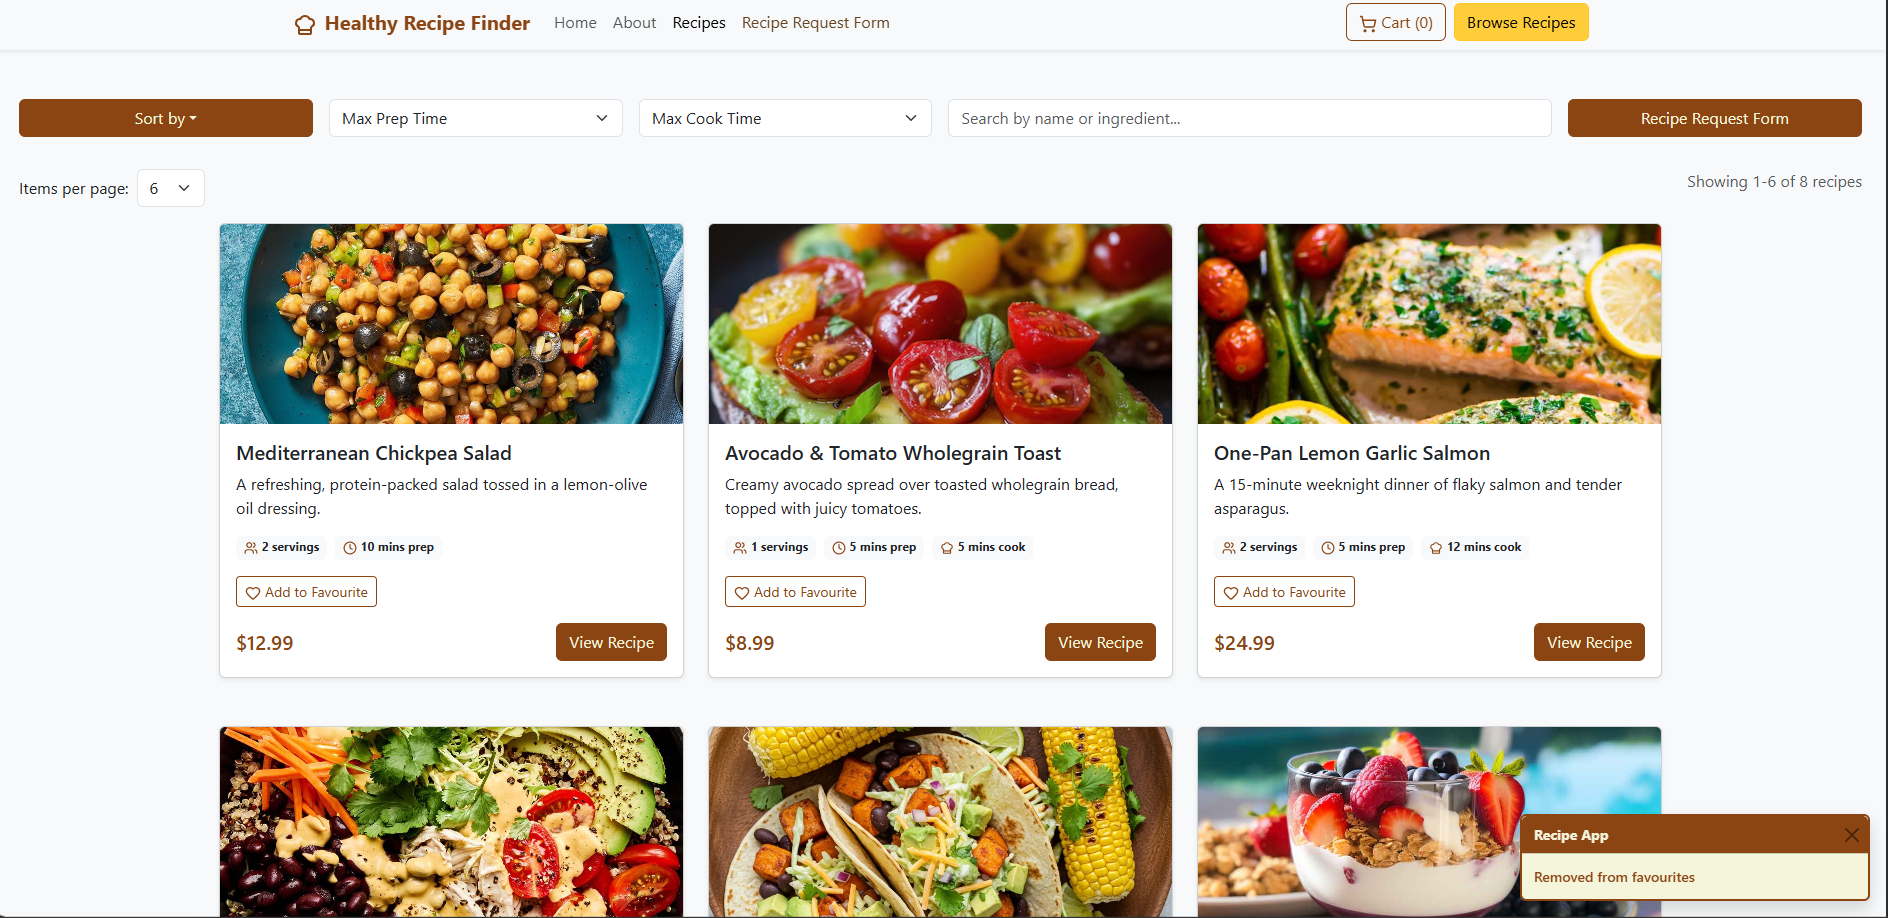 Healthy Recipe Finder
Home
About
Recipes
Recipe Request Form
Cart (0)
Browse Recipes
Sort by
Max Prep Time
Max Cook Time
Search by name or ingredient...
Recipe Request Form
Items per page:
6
Showing 1-6 of 8 recipes
Mediterranean Chickpea Salad
A refreshing, protein-packed salad tossed in a lemon-olive
oil dressing.
2 servings
10 mins prep
Add to Favourite
$12.99
View Recipe
Avocado & Tomato Wholegrain Toast
Creamy avocado spread over toasted wholegrain bread,
topped with juicy tomatoes.
1 servings
5 mins prep
5 mins cook
Add to Favourite
$8.99
View Recipe
One-Pan Lemon Garlic Salmon
A 15-minute weeknight dinner of flaky salmon and tender
asparagus.
2 servings
5 mins prep
12 mins cook
Add to Favourite
$24.99
View Recipe
Recipe App
Removed from favourites